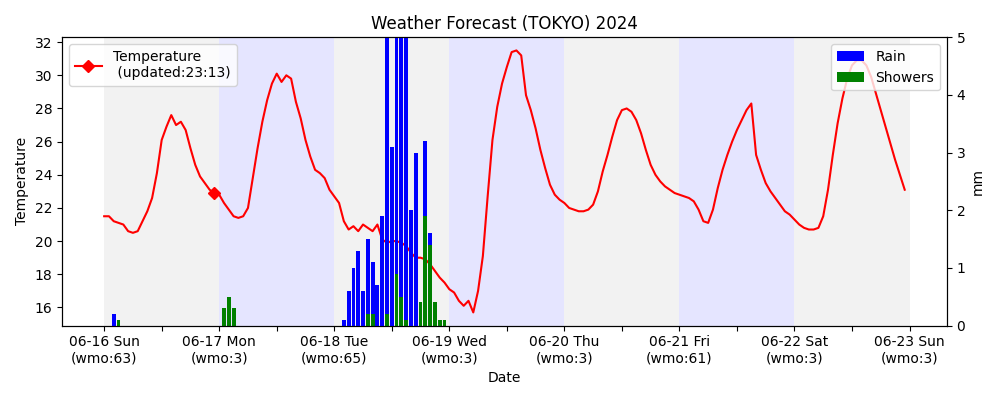 Weather Forecast (TOKYO) 2024
Temperature
(updated:23:13)
Rain
Showers
32
30
28
26
24
22
20
18
16
Temperature
5
4
3
2
1
0
mm
06-16 Sun
(wmo:63)
06-17 Mon
(wmo:3)
06-18 Tue
(wmo:65)
06-19 Wed
(wmo:3)
06-20 Thu
(wmo:3)
06-21 Fri
(wmo:61)
06-22 Sat
(wmo:3)
06-23 Sun
(wmo:3)
Date